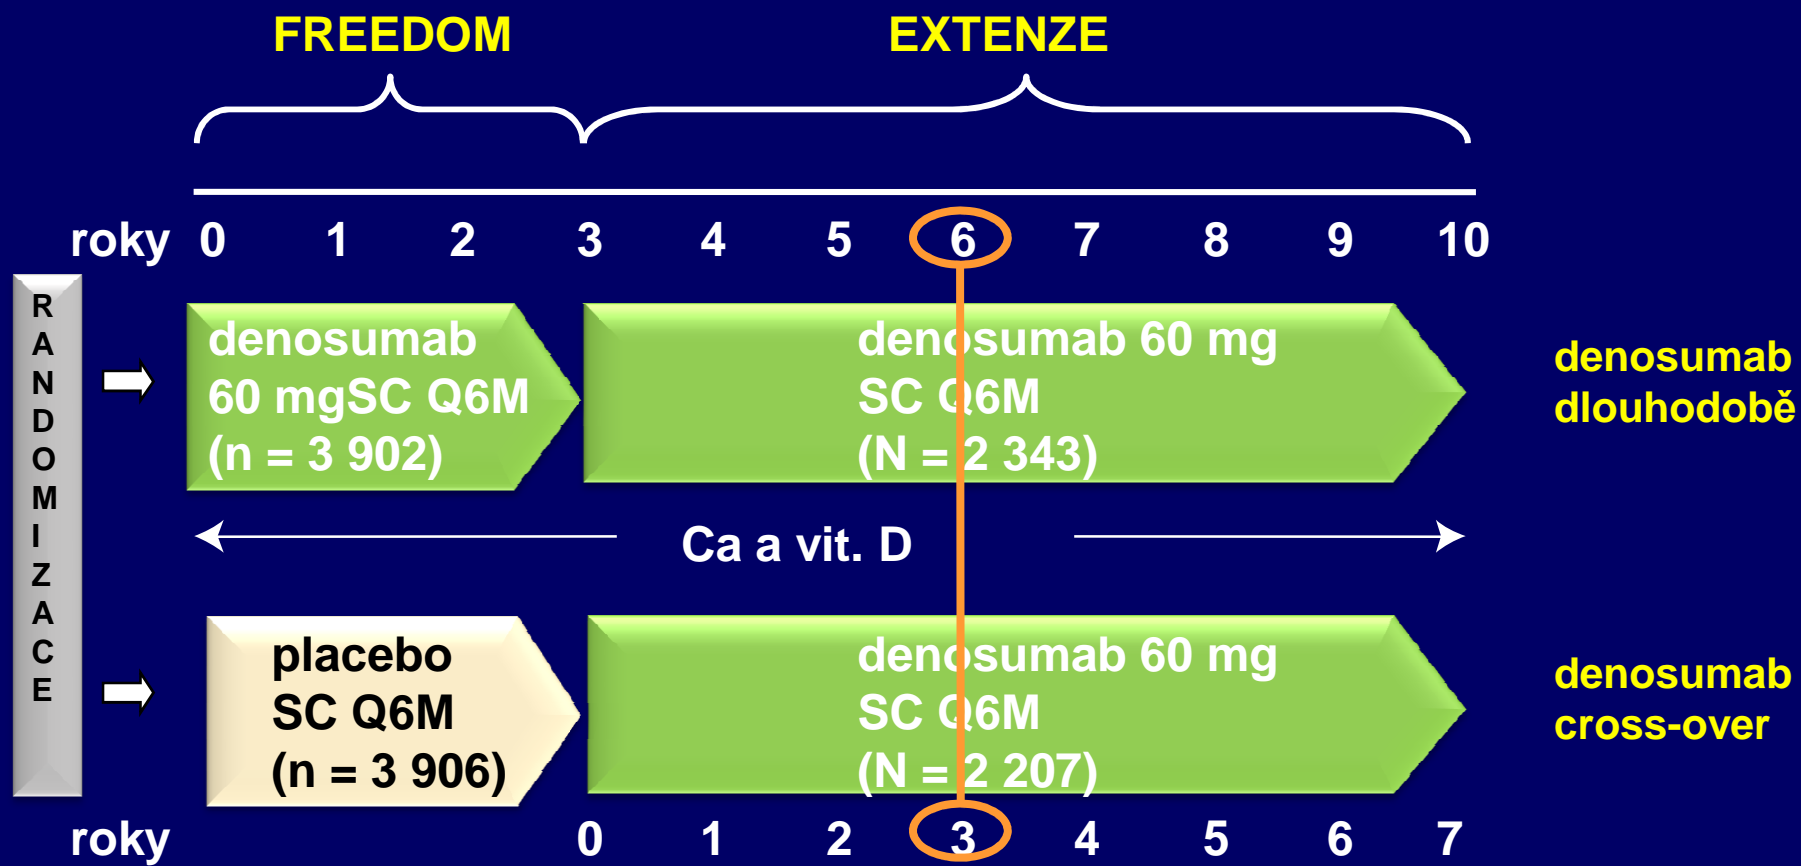 FREEDOM EXTENZE
roky 0 1 2 3 4 5 6 7 8 9 10
RANDOMIZACE
denosumab
60 mgSC Q6M
(n = 3 902)
denosumab 60 mg
SC Q6M
(N = 2 343)
denosumab
dlouhodobě
Ca a vit. D
placebo
SC Q6M
(n = 3 906)
denosumab 60 mg
SC Q6M
(N = 2 207)
denosumab
cross-over
roky 0 1 2 3 4 5 6 7